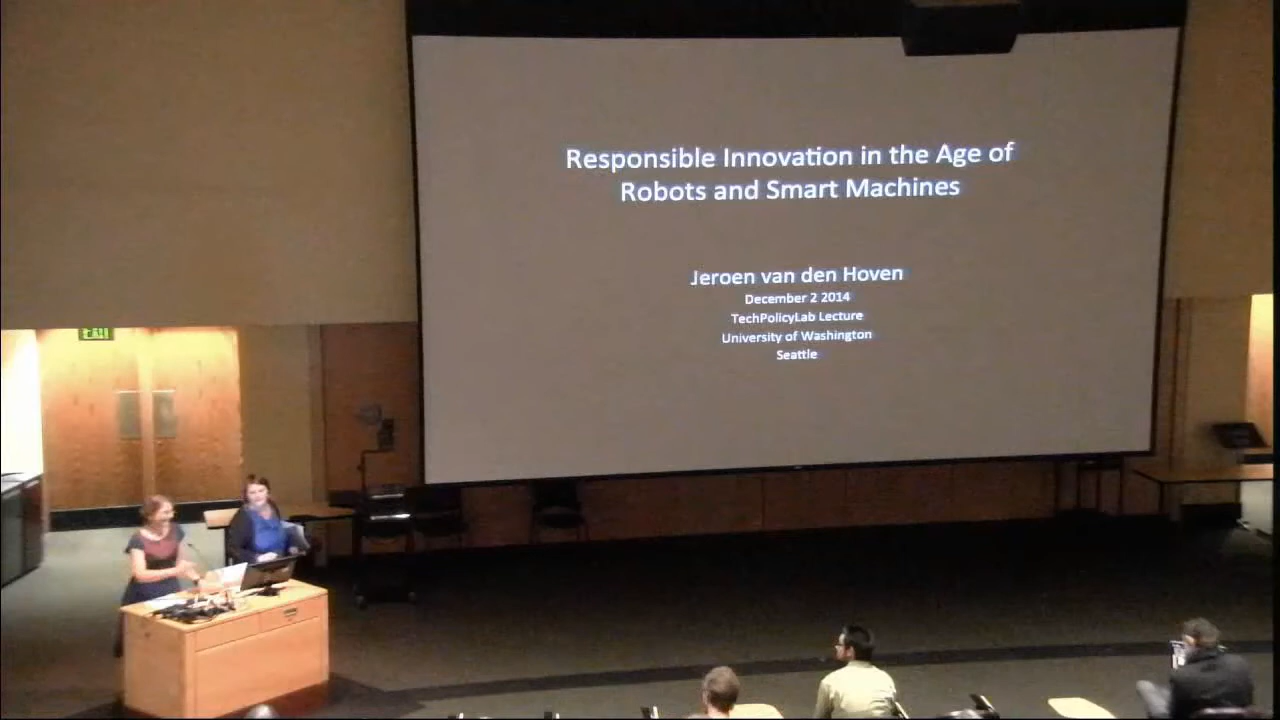 EXIT
Responsible Innovation in the Age of
Robots and Smart Machines
Jeroen van den Hoven
December 2 2014
TechPolicyLab Lecture
University of Washington
Seattle